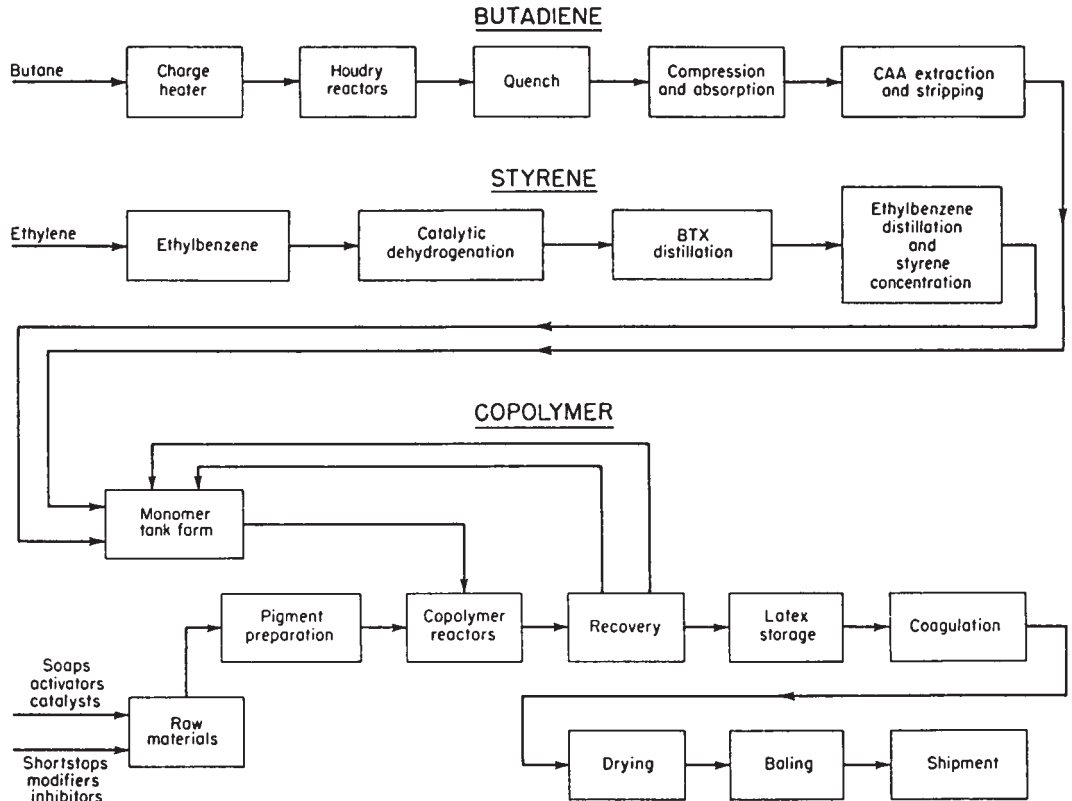 BUTADIENE
Butane
Charge
heater
Houdry
reactors
Quench
Compression
and absorption
CAA extraction
and stripping
STYRENE
Ethylene
Ethylbenzene
Catalytic
dehydrogenation
BTX
distillation
Ethylbenzene
distillation
and
styrene
concentration
COPOLYMER
Monomer
tank farm
Pigment
preparation
Copolymer
reactors
Recovery
Latex
storage
Coagulation
Soaps
activators
catalysts
Raw
materials
Shortstops
modifiers
inhibitors
Drying
Baling
Shipment